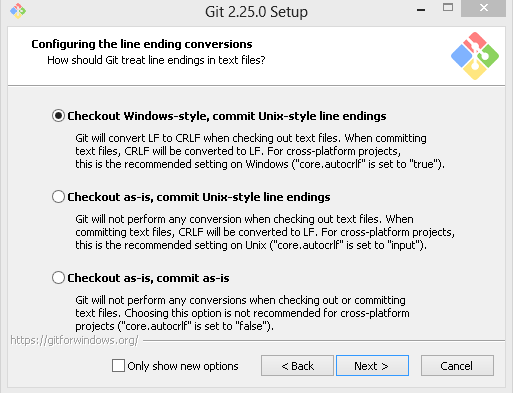 Git 2.25.0 Setup
Configuring the line ending conversions
How should Git treat line endings in text files?
Checkout Windows-style, commit Unix-style line endings
Git will convert LF to CRLF when checking out text files. When committing
text files, CRLF will be converted to LF. For cross-platform projects,
this is the recommended setting on Windows ("core.autocrlf" is set to "true").
Checkout as-is, commit Unix-style line endings
Git will not perform any conversion when checking out text files. When
committing text files, CRLF will be converted to LF. For cross-platform projects,
this is the recommended setting on Unix ("core.autocrlf" is set to "input").
Checkout as-is, commit as-is
Git will not perform any conversions when checking out or committing
text files. Choosing this option is not recommended for cross-platform
projects ("core.autocrlf" is set to "false").
https://gitforwindows.org/
Only show new options
< Back
Next >
Cancel